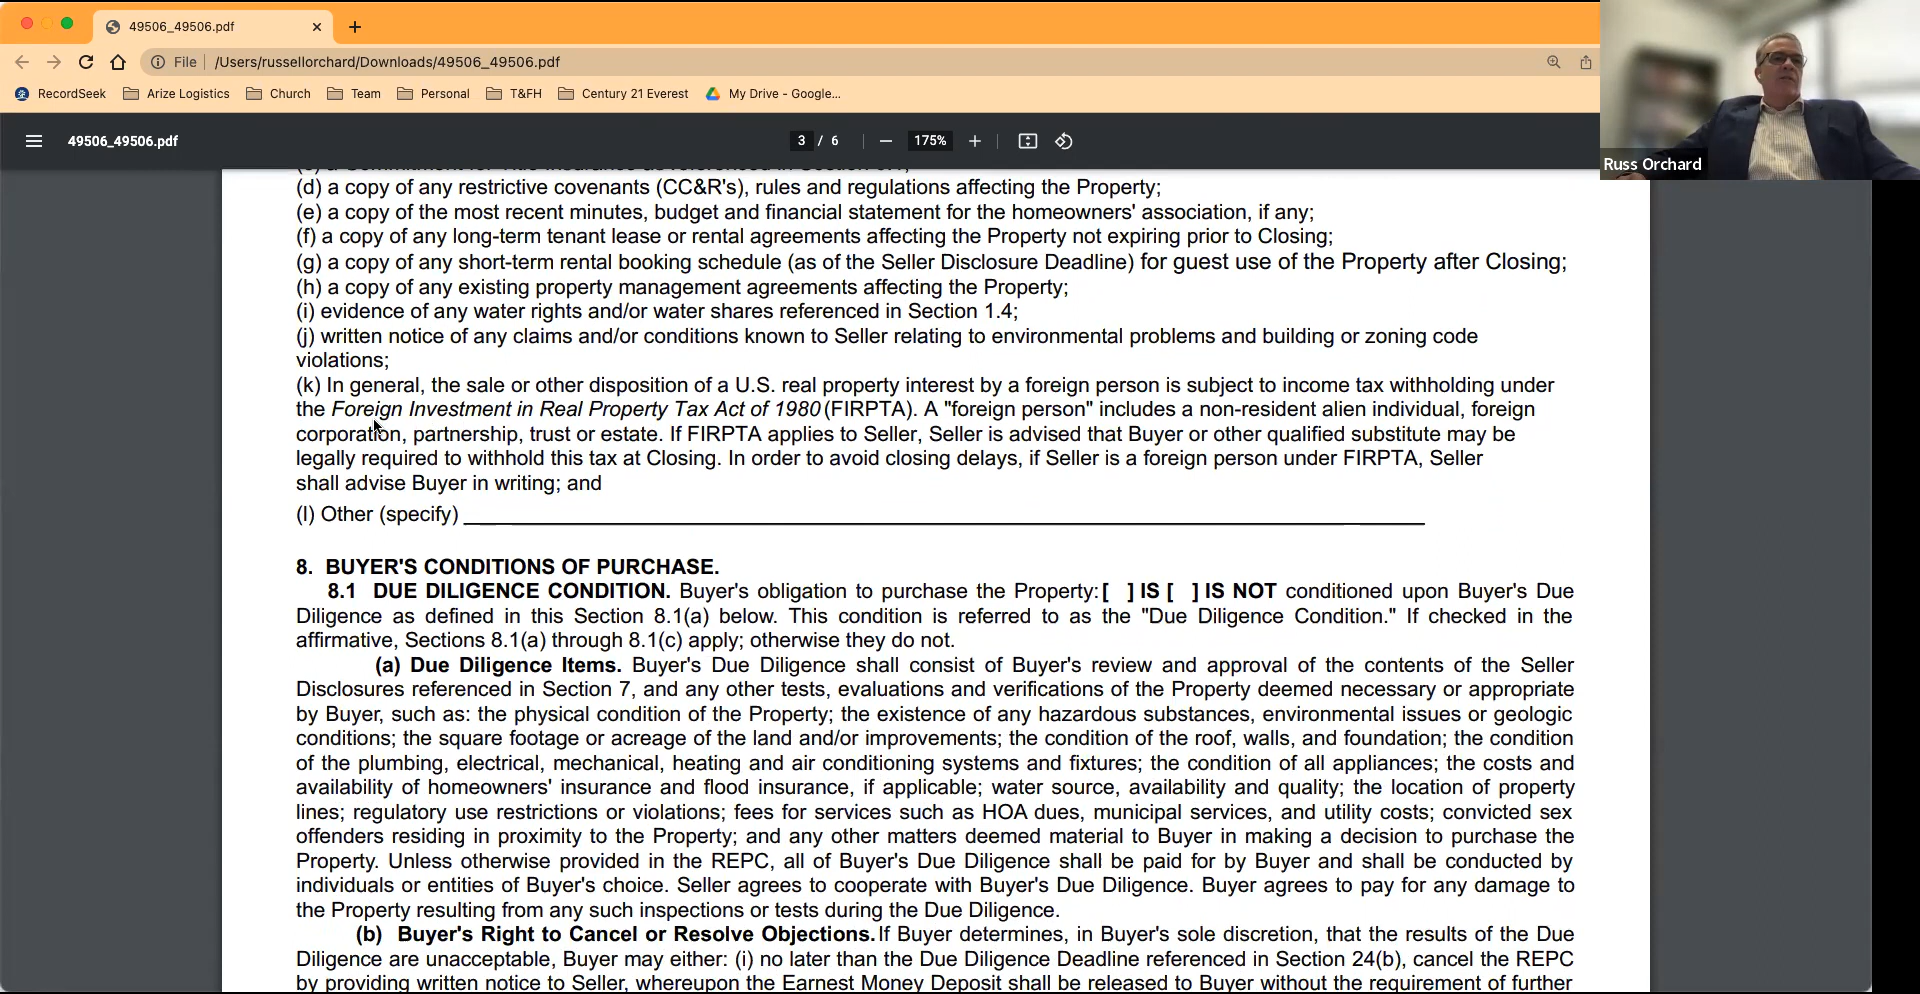 49506_49506.pdf
File
/Users/russellorchard/Downloads/49506_49506.pdf
RecordSeek
Arize Logistics
Church
Team
Personal
T&FH
Century 21 Everest
My Drive - Google...
49506_49506.pdf
3 / 6
175%
Russ Orchard
(d) a copy of any restrictive covenants (CC&R's), rules and regulations affecting the Property;
(e) a copy of the most recent minutes, budget and financial statement for the homeowners' association, if any;
(f) a copy of any long-term tenant lease or rental agreements affecting the Property not expiring prior to Closing;
(g) a copy of any short-term rental booking schedule (as of the Seller Disclosure Deadline) for guest use of the Property after Closing;
(h) a copy of any existing property management agreements affecting the Property;
(i) evidence of any water rights and/or water shares referenced in Section 1.4;
(j) written notice of any claims and/or conditions known to Seller relating to environmental problems and building or zoning code
violations;
(k) In general, the sale or other disposition of a U.S. real property interest by a foreign person is subject to income tax withholding under
the Foreign Investment in Real Property Tax Act of 1980 (FIRPTA). A "foreign person" includes a non-resident alien individual, foreign
corporation, partnership, trust or estate. If FIRPTA applies to Seller, Seller is advised that Buyer or other qualified substitute may be
legally required to withhold this tax at Closing. In order to avoid closing delays, if Seller is a foreign person under FIRPTA, Seller
shall advise Buyer in writing; and
(l) Other (specify)
8. BUYER'S CONDITIONS OF PURCHASE.
8.1 DUE DILIGENCE CONDITION. Buyer's obligation to purchase the Property: [ ] IS [ ] IS NOT conditioned upon Buyer's Due
Diligence as defined in this Section 8.1(a) below. This condition is referred to as the "Due Diligence Condition." If checked in the
affirmative, Sections 8.1(a) through 8.1(c) apply; otherwise they do not.
(a) Due Diligence Items. Buyer's Due Diligence shall consist of Buyer's review and approval of the contents of the Seller
Disclosures referenced in Section 7, and any other tests, evaluations and verifications of the Property deemed necessary or appropriate
by Buyer, such as: the physical condition of the Property; the existence of any hazardous substances, environmental issues or geologic
conditions; the square footage or acreage of the land and/or improvements; the condition of the roof, walls, and foundation; the condition
of the plumbing, electrical, mechanical, heating and air conditioning systems and fixtures; the condition of all appliances; the costs and
availability of homeowners' insurance and flood insurance, if applicable; water source, availability and quality; the location of property
lines; regulatory use restrictions or violations; fees for services such as HOA dues, municipal services, and utility costs; convicted sex
offenders residing in proximity to the Property; and any other matters deemed material to Buyer in making a decision to purchase the
Property. Unless otherwise provided in the REPC, all of Buyer's Due Diligence shall be paid for by Buyer and shall be conducted by
individuals or entities of Buyer's choice. Seller agrees to cooperate with Buyer's Due Diligence. Buyer agrees to pay for any damage to
the Property resulting from any such inspections or tests during the Due Diligence.
(b) Buyer's Right to Cancel or Resolve Objections. If Buyer determines, in Buyer's sole discretion, that the results of the Due
Diligence are unacceptable, Buyer may either: (i) no later than the Due Diligence Deadline referenced in Section 24(b), cancel the REPC
by providing written notice to Seller, whereupon the Earnest Money Deposit shall be released to Buyer without the requirement of further